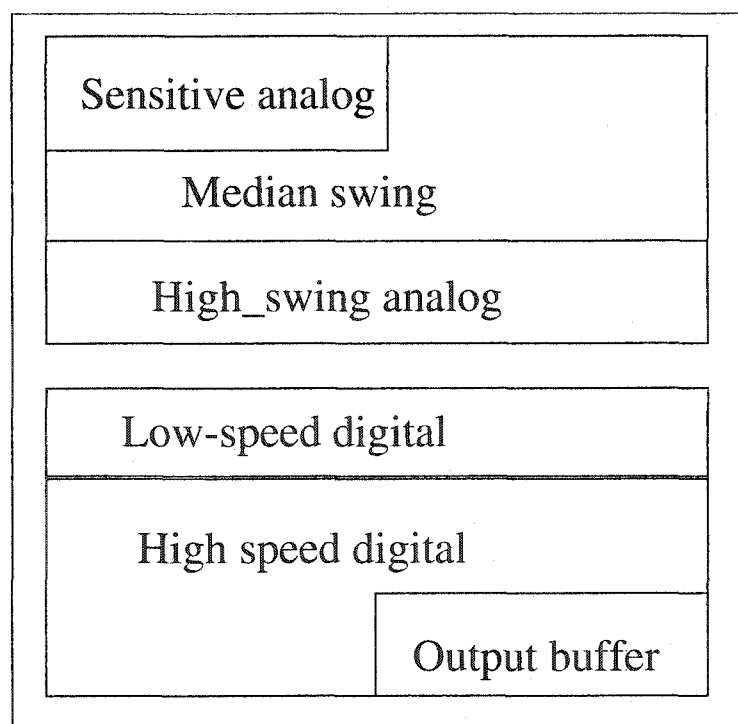 Sensitive analog
Median swing
High_swing analog
Low-speed digital
High speed digital
Output buffer